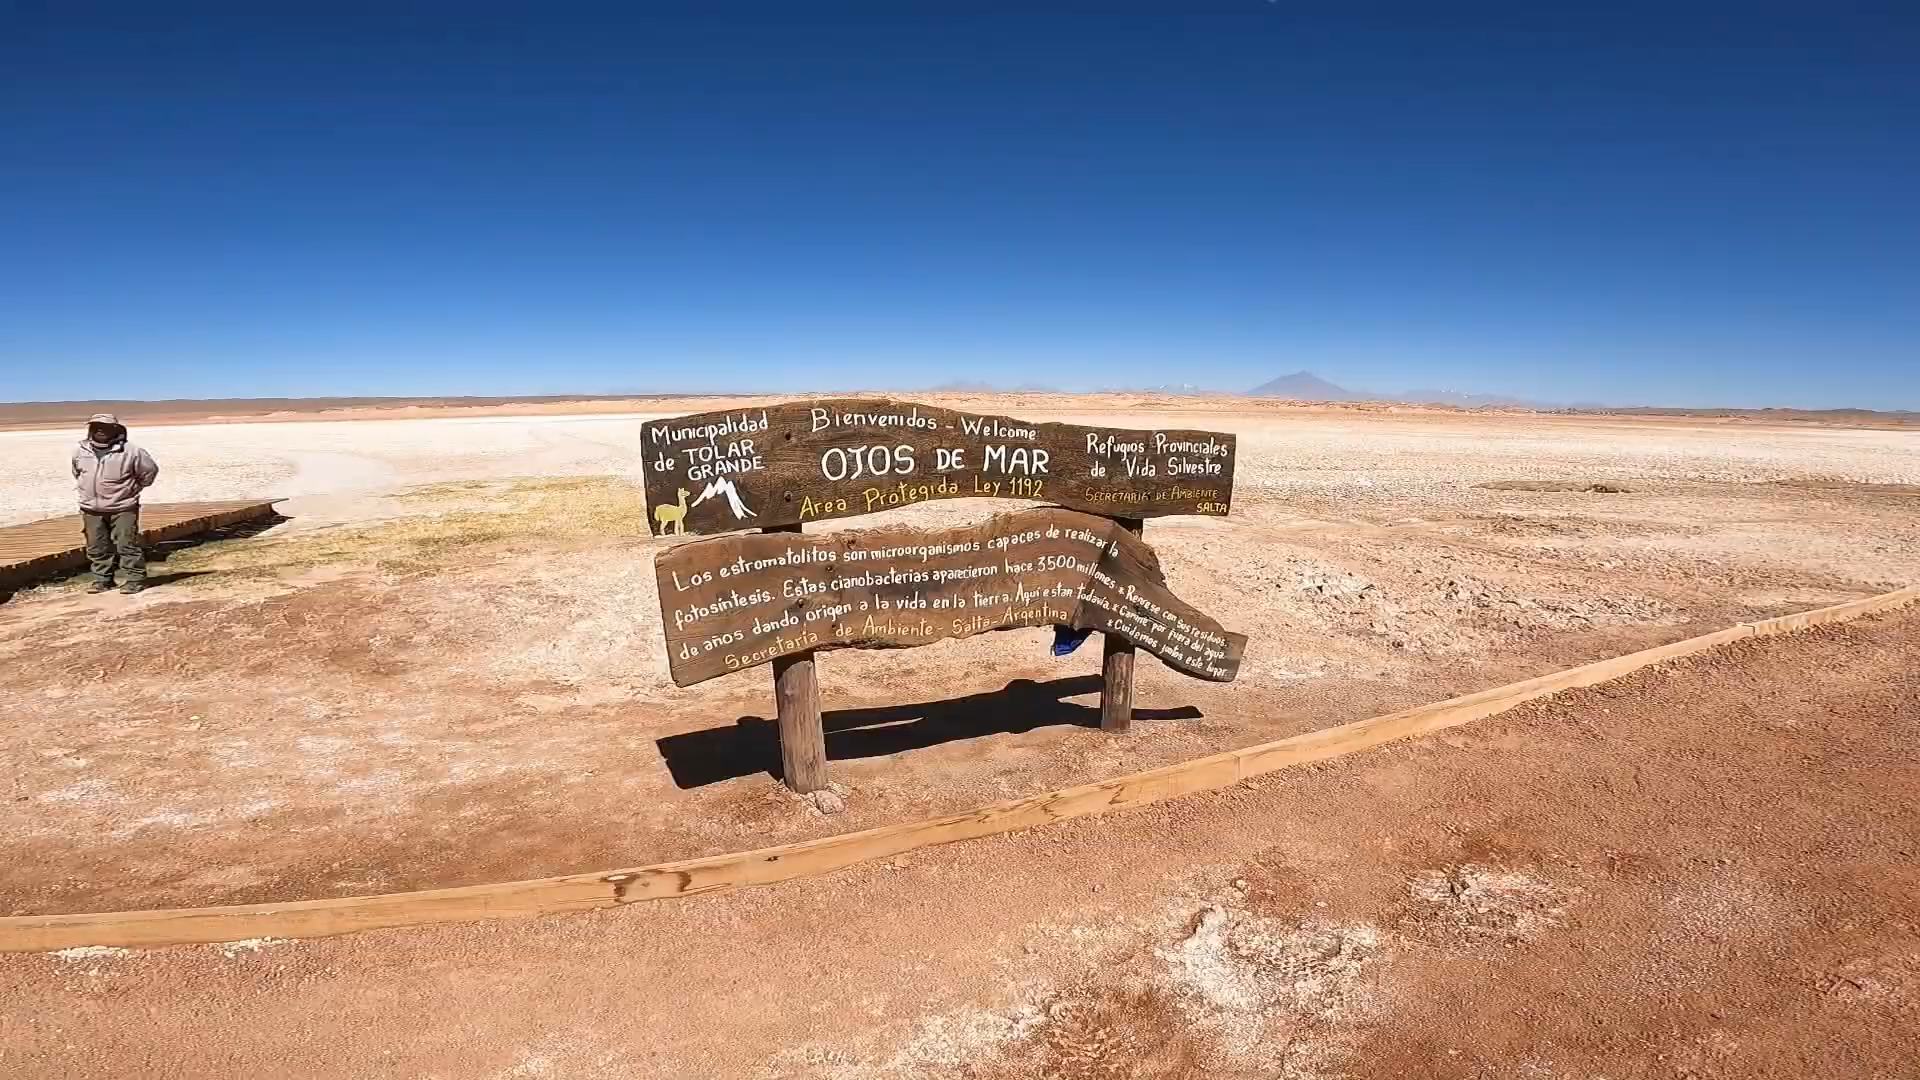 Municipalidad
de TOLAR
GRANDE
Bienvenidos - Welcome
OJOS DE MAR
Area Protegida Ley 1192
Refugios Provinciales
de Vida Silvestre
SECRETARIA DE AMBIENTE
SALTA
Los estromatolitos son microorganismos capaces de realizar la
fotosíntesis. Estas cianobacterias aparecieron hace 3500 millones
de años dando origen a la vida en la tierra. Aquí estan todavía.
Secretaria de Ambiente - Salta - Argentina
* Regrese con sus residuos.
* Camine por fuera del agua.
* Cuidemos juntos este lugar